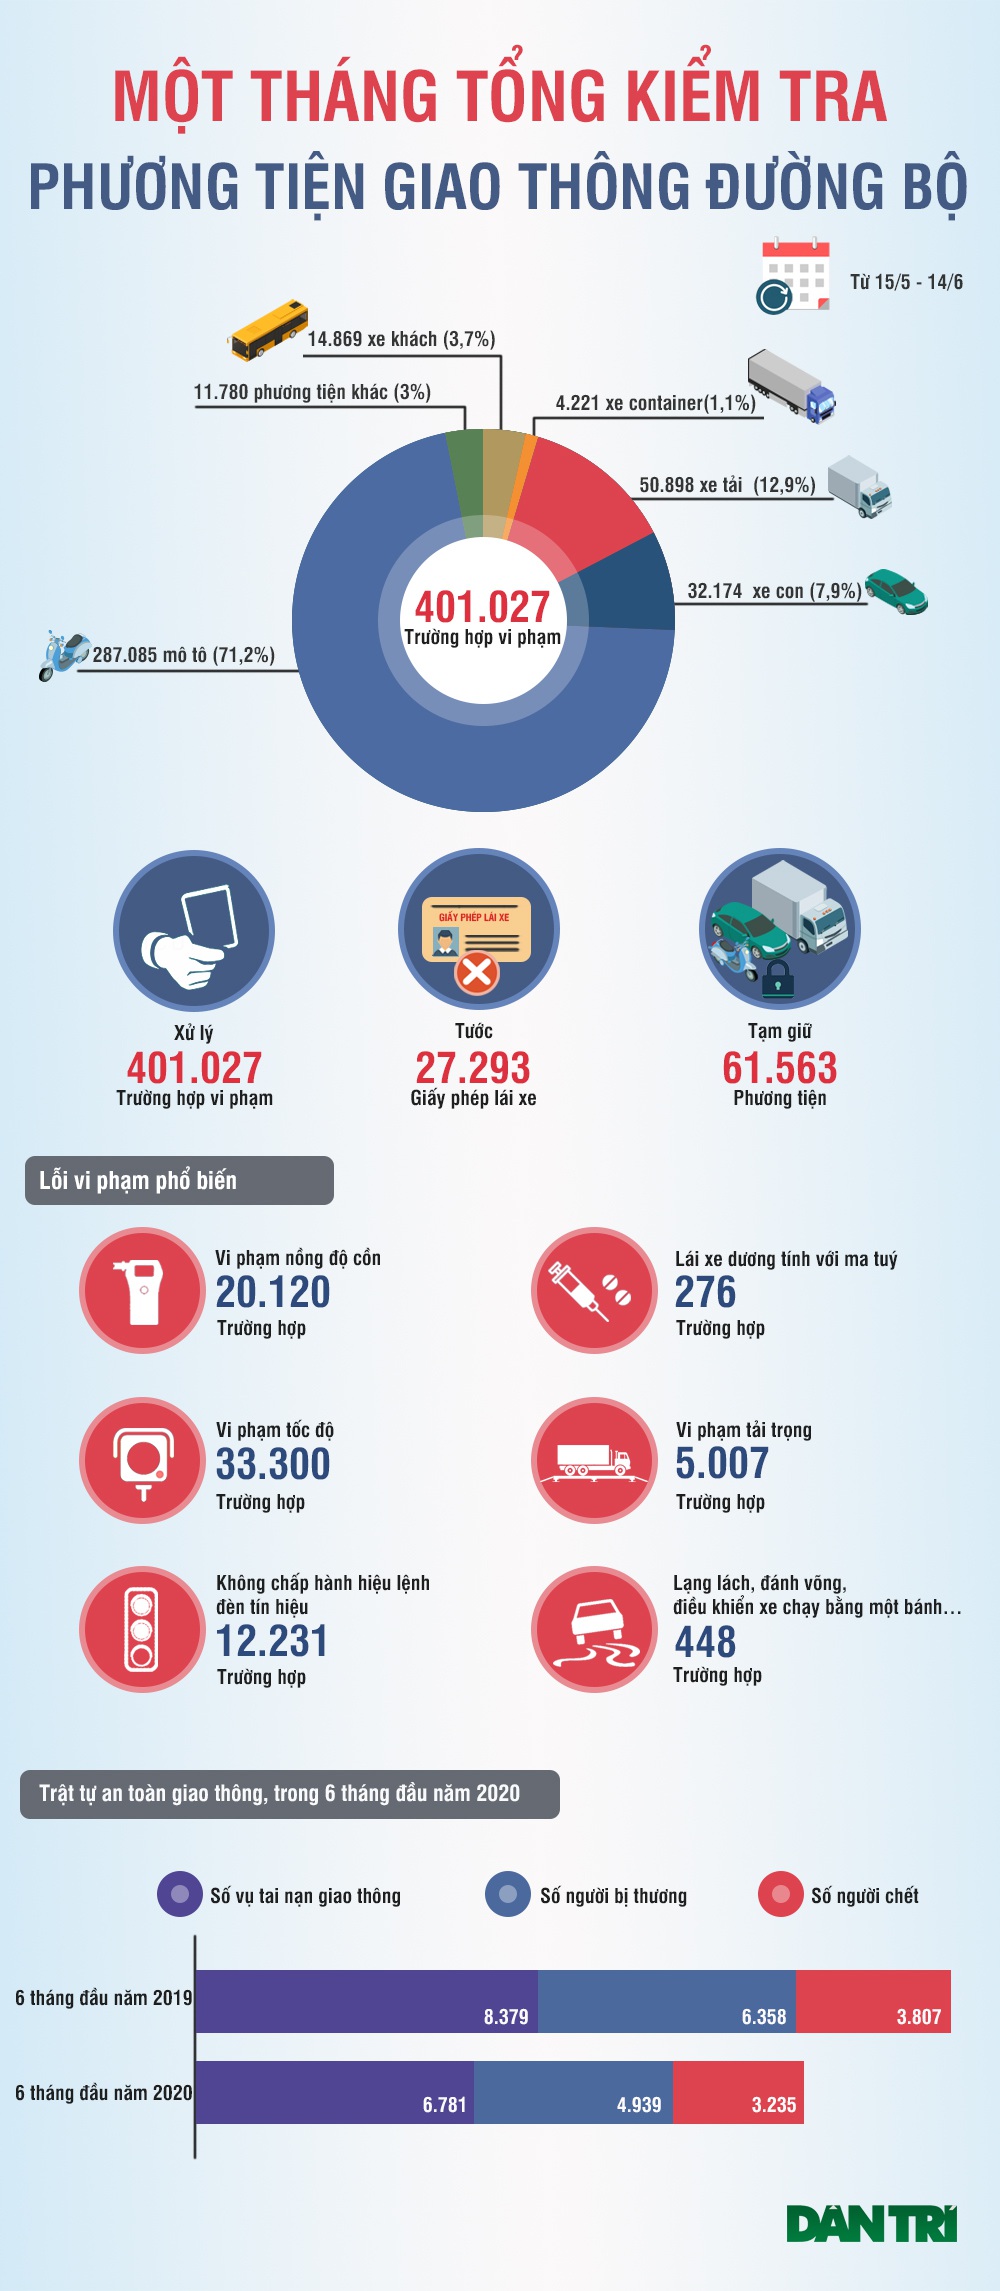 MỘT THÁNG TỔNG KIỂM TRA
PHƯƠNG TIỆN GIAO THÔNG ĐƯỜNG BỘ
Từ 15/5 - 14/6
14.869 xe khách (3,7%)
11.780 phương tiện khác (3%)
4.221 xe container(1,1%)
50.898 xe tải (12,9%)
32.174 xe con (7,9%)
401.027
Trường hợp vi phạm
287.085 mô tô (71,2%)
GIẤY PHÉP LÁI XE
Xử lý
401.027
Trường hợp vi phạm
Tước
27.293
Giấy phép lái xe
Tạm giữ
61.563
Phương tiện
Lỗi vi phạm phổ biến
Vi phạm nồng độ cồn
20.120
Trường hợp
Lái xe dương tính với ma tuý
276
Trường hợp
Vi phạm tốc độ
33.300
Trường hợp
Vi phạm tải trọng
5.007
Trường hợp
Không chấp hành hiệu lệnh
đèn tín hiệu
12.231
Trường hợp
Lạng lách, đánh võng,
điều khiển xe chạy bằng một bánh...
448
Trường hợp
Trật tự an toàn giao thông, trong 6 tháng đầu năm 2020
Số vụ tai nạn giao thông
Số người bị thương
Số người chết
6 tháng đầu năm 2019
8.379
6.358
3.807
6 tháng đầu năm 2020
6.781
4.939
3.235
DÂN TRÍ